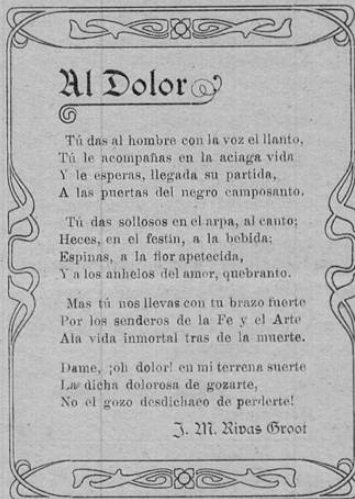 Al Dolor
Tú das al hombre con la voz el llanto,
Tú le acompañas en la aciaga vida
Y le esperas, llegada su partida,
A las puertas del negro camposanto.
Tú das sollosos en el arpa, al canto;
Heces, en el festín, a la bebida;
Espinas, a la flor apetecida,
Y a los anhelos del amor, quebranto.
Mas tú nos llevas con tu brazo fuerte
Por los senderos de la Fe y el Arte
Ala vida inmortal tras de la muerte.
Dame, ¡oh dolor! en mi terrena suerte
La dicha dolorosa de gozarte,
No el gozo desdichaco de perderte!
J. M. Rivas Groot